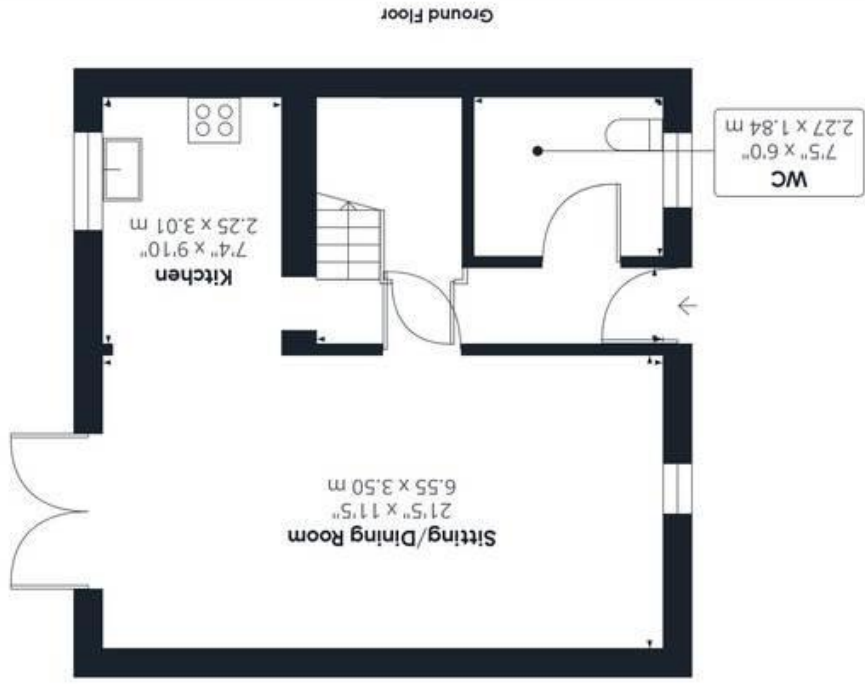 Sitting/Dining Room
21'5" x 11'5"
6.55 x 3.50 m
Kitchen
7'4" x 9'10"
2.25 x 3.01 m
WC
7'5" x 6'0"
2.27 x 1.84 m
Ground Floor